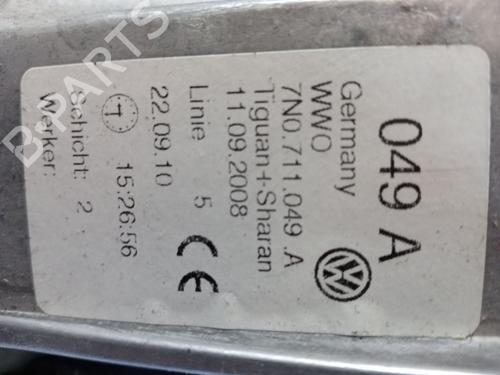 049 A
Germany
WWO
7N0.711.049 .A
Tiguan+Sharan
11.09.2008
Linie 5
22.09.10
15:26:56
Schicht: 2
Werker:
B-PARTS